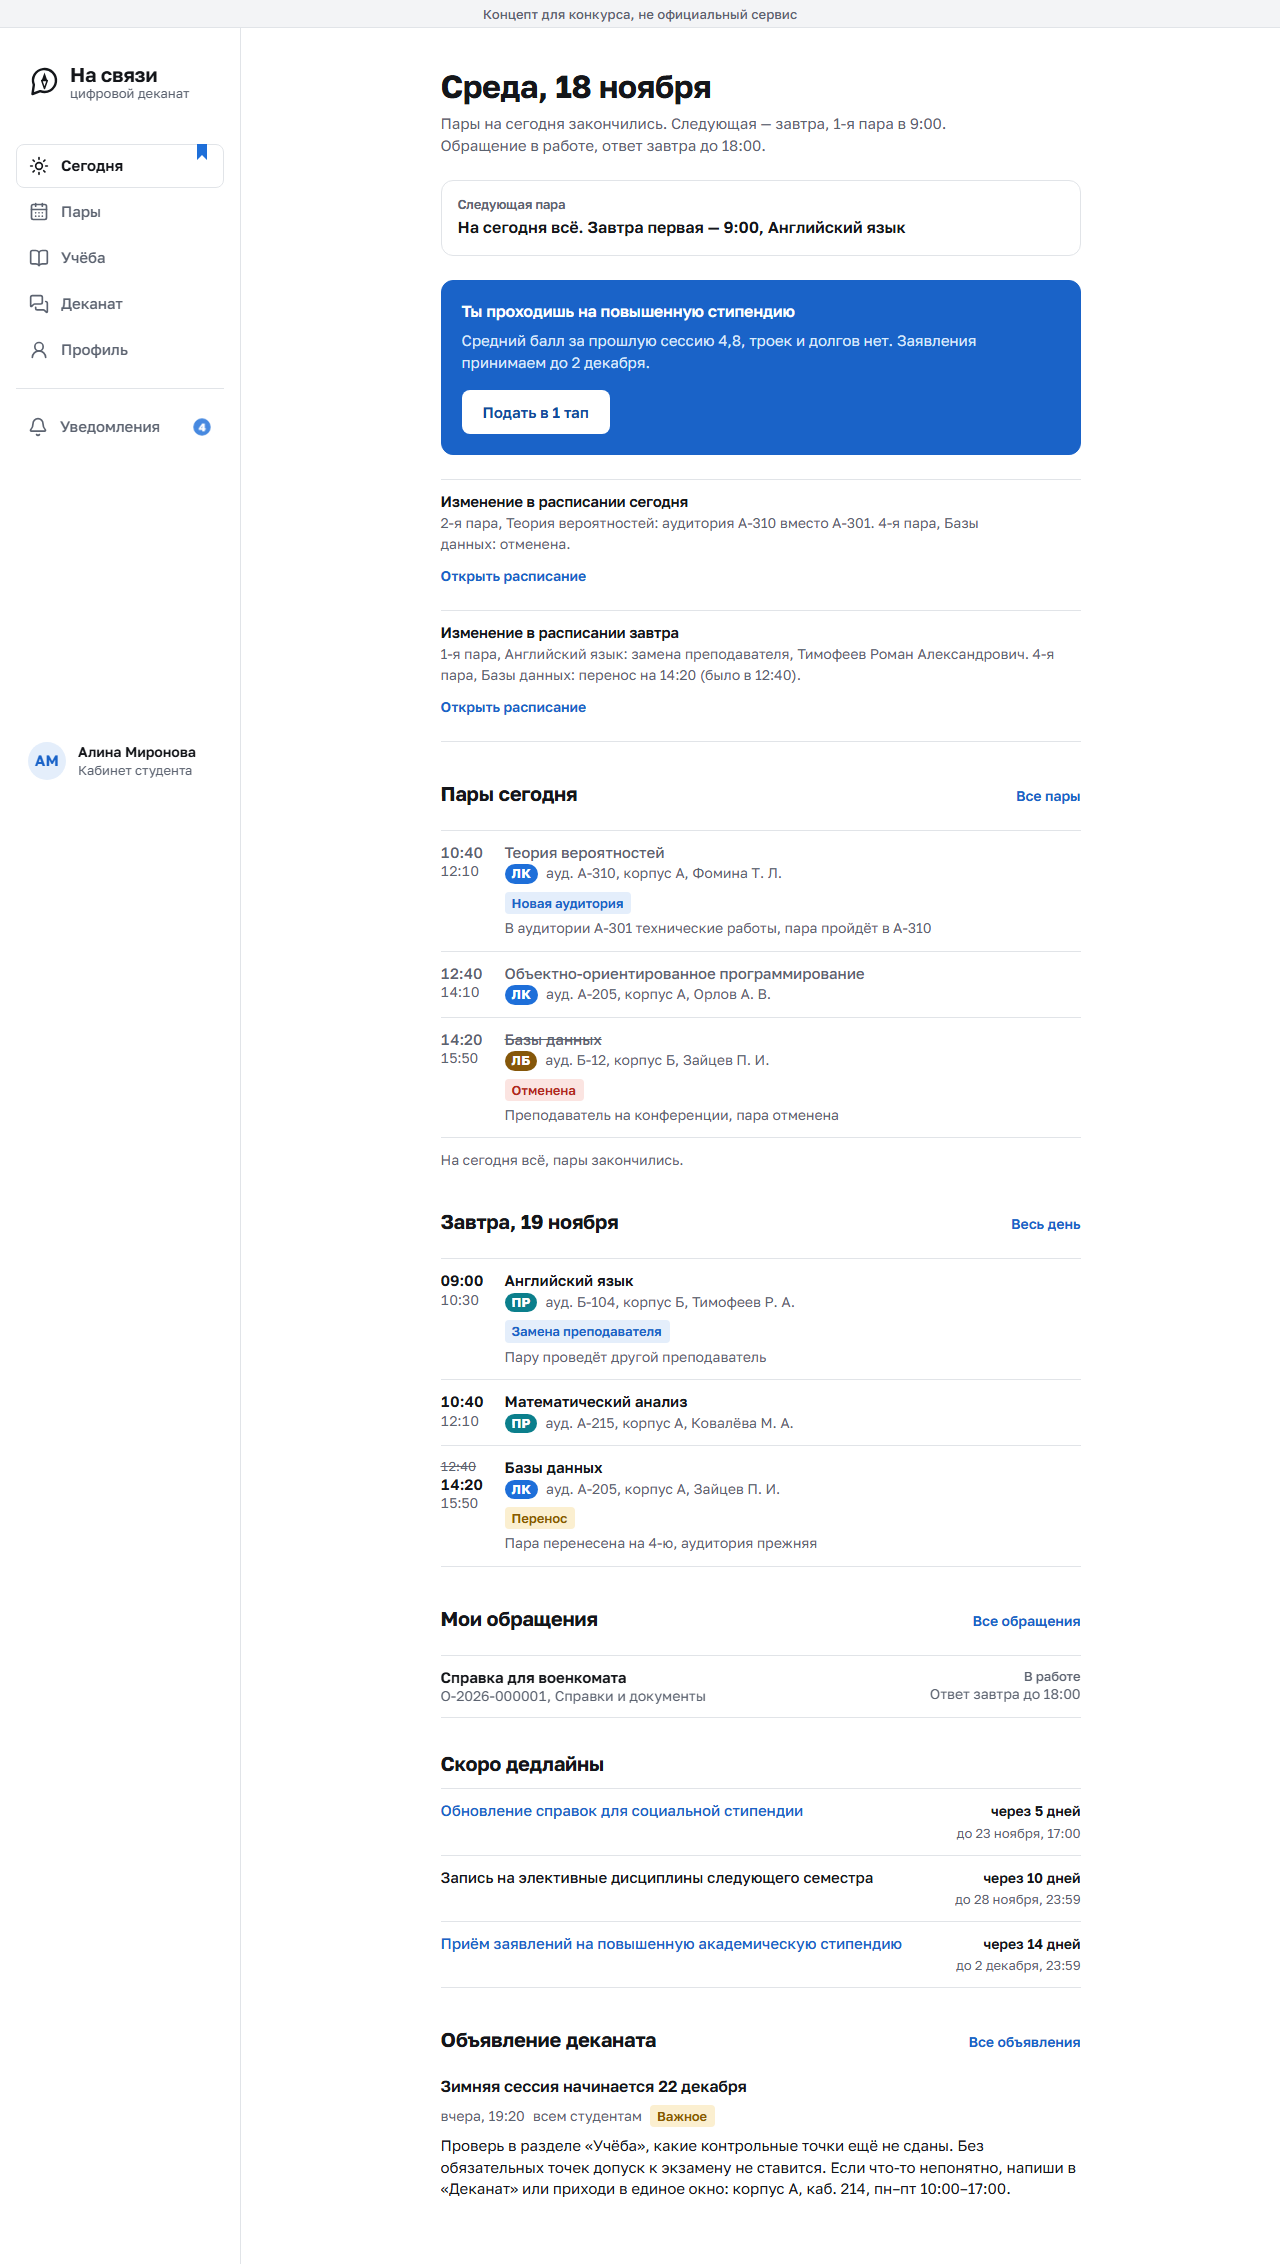 Концепт для конкурса, не официальный сервис
На связи
цифровой деканат
Сегодня
Пары
Учёба
Деканат
Профиль
Уведомления 4
АМ
Алина Миронова
Кабинет студента
Среда, 18 ноября
Пары на сегодня закончились. Следующая — завтра, 1-я пара в 9:00.
Обращение в работе, ответ завтра до 18:00.
Следующая пара
На сегодня всё. Завтра первая — 9:00, Английский язык
Ты проходишь на повышенную стипендию
Средний балл за прошлую сессию 4,8, троек и долгов нет. Заявления
принимаем до 2 декабря.
Подать в 1 тап
Изменение в расписании сегодня
2-я пара, Теория вероятностей: аудитория А-310 вместо А-301. 4-я пара, Базы
данных: отменена.
Открыть расписание
Изменение в расписании завтра
1-я пара, Английский язык: замена преподавателя, Тимофеев Роман Александрович. 4-я
пара, Базы данных: перенос на 14:20 (было в 12:40).
Открыть расписание
Пары сегодня
Все пары
10:40 Теория вероятностей
12:10 ЛК ауд. А-310, корпус А, Фомина Т. Л.
Новая аудитория
В аудитории А-301 технические работы, пара пройдёт в А-310
12:40 Объектно-ориентированное программирование
14:10 ЛК ауд. А-205, корпус А, Орлов А. В.
14:20 Базы данных
15:50 ЛБ ауд. Б-12, корпус Б, Зайцев П. И.
Отменена
Преподаватель на конференции, пара отменена
На сегодня всё, пары закончились.
Завтра, 19 ноября
Весь день
09:00 Английский язык
10:30 ПР ауд. Б-104, корпус Б, Тимофеев Р. А.
Замена преподавателя
Пару проведёт другой преподаватель
10:40 Математический анализ
12:10 ПР ауд. А-215, корпус А, Ковалёва М. А.
12:40 Базы данных
14:20 ЛК ауд. А-205, корпус А, Зайцев П. И.
15:50
Перенос
Пара перенесена на 4-ю, аудитория прежняя
Мои обращения
Все обращения
Справка для военкомата
О-2026-000001, Справки и документы
В работе
Ответ завтра до 18:00
Скоро дедлайны
Обновление справок для социальной стипендии
через 5 дней
до 23 ноября, 17:00
Запись на элективные дисциплины следующего семестра
через 10 дней
до 28 ноября, 23:59
Приём заявлений на повышенную академическую стипендию
через 14 дней
до 2 декабря, 23:59
Объявление деканата
Все объявления
Зимняя сессия начинается 22 декабря
вчера, 19:20 всем студентам Важное
Проверь в разделе «Учёба», какие контрольные точки ещё не сданы. Без
обязательных точек допуск к экзамену не ставится. Если что-то непонятно, напиши в
«Деканат» или приходи в единое окно: корпус А, каб. 214, пн–пт 10:00–17:00.